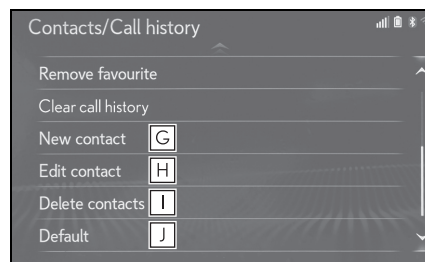 Contacts/Call history
Remove favourite
Clear call history
New contact G
Edit contact H
Delete contacts I
Default J